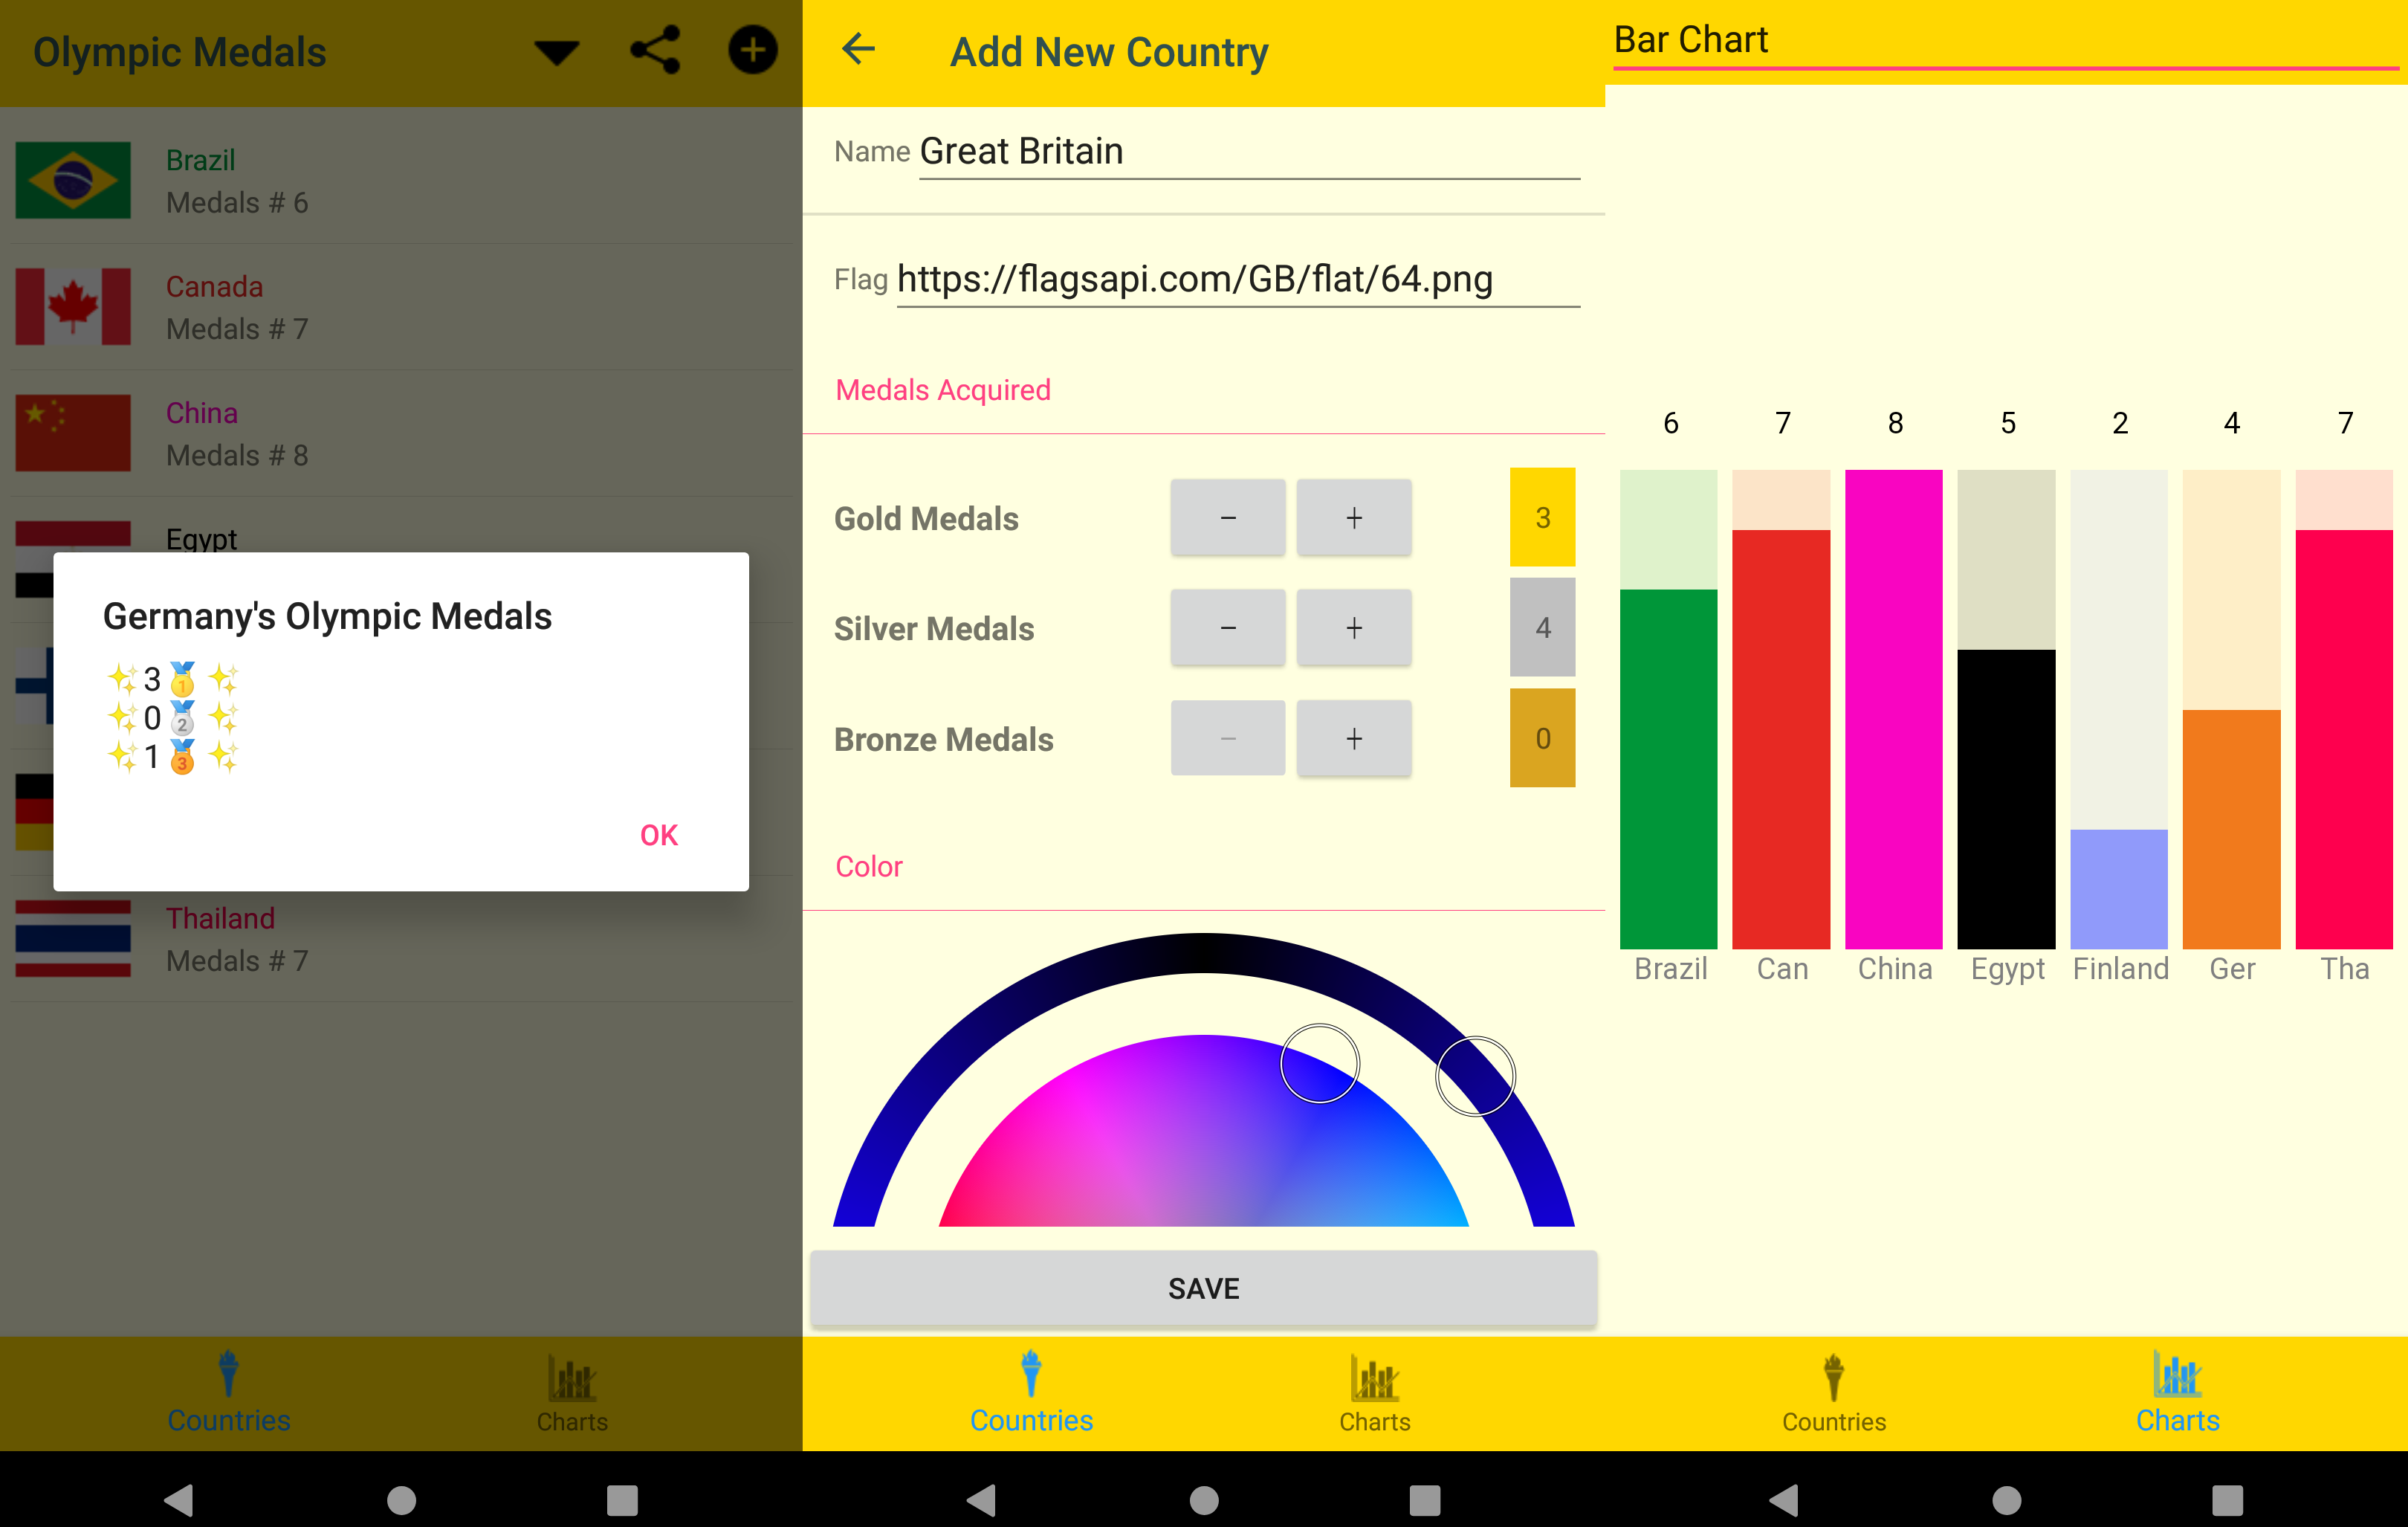 Olympic Medals
Brazil
Medals # 6
Canada
Medals # 7
China
Medals # 8
Egypt
Germany's Olympic Medals
✨3🥇✨
✨0🥈✨
✨1🥉✨
OK
Thailand
Medals # 7
Countries
Charts
Add New Country
Name Great Britain
Flag https://flagsapi.com/GB/flat/64.png
Medals Acquired
Gold Medals − + 3
Silver Medals − + 4
Bronze Medals − + 0
Color
SAVE
Countries
Charts
Bar Chart
6 7 8 5 2 4 7
Brazil Can China Egypt Finland Ger Tha
Countries
Charts